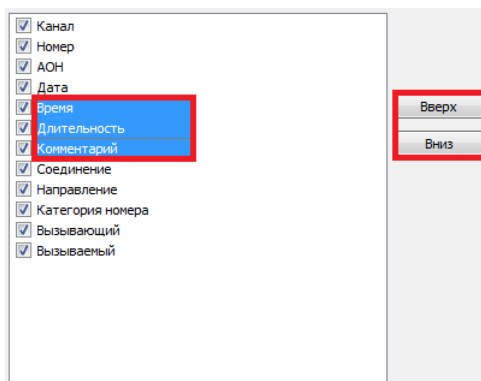 Канал
Номер
АОН
Дата
Время
Длительность
Комментарий
Соединение
Направление
Категория номера
Вызывающий
Вызываемый
Вверх
Вниз